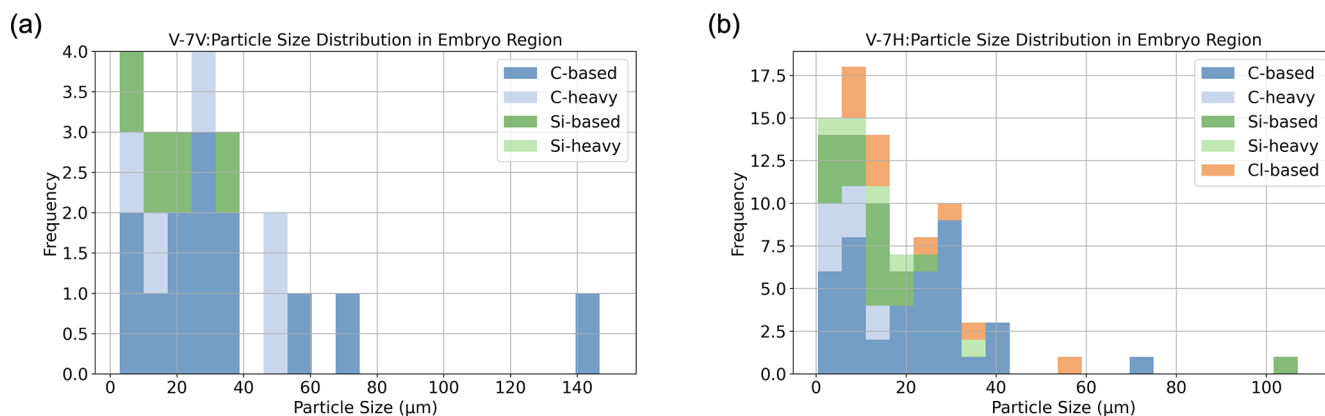 (a)
V-7V:Particle Size Distribution in Embryo Region
4.0
3.5
3.0
2.5
2.0
1.5
1.0
0.5
0.0
Frequency
C-based
C-heavy
Si-based
Si-heavy
0 20 40 60 80 100 120 140
Particle Size (μm)
(b)
V-7H:Particle Size Distribution in Embryo Region
17.5
15.0
12.5
10.0
7.5
5.0
2.5
0.0
Frequency
C-based
C-heavy
Si-based
Si-heavy
Cl-based
0 20 40 60 80 100
Particle Size (μm)